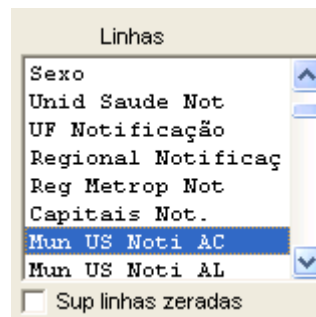 Linhas
Sexo
Unid Saude Not
UF Notificação
Regional Notificaç
Reg Metrop Not
Capitais Not.
Mun US Noti AC
Mun US Noti AL
Sup linhas zeradas